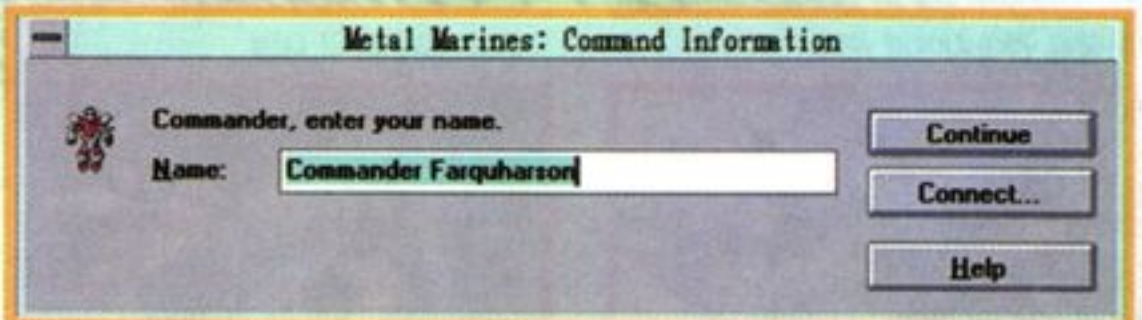 Metal Marines: Command Information
Commander, enter your name.
Name: Commander Farquharson
Continue
Connect...
Help